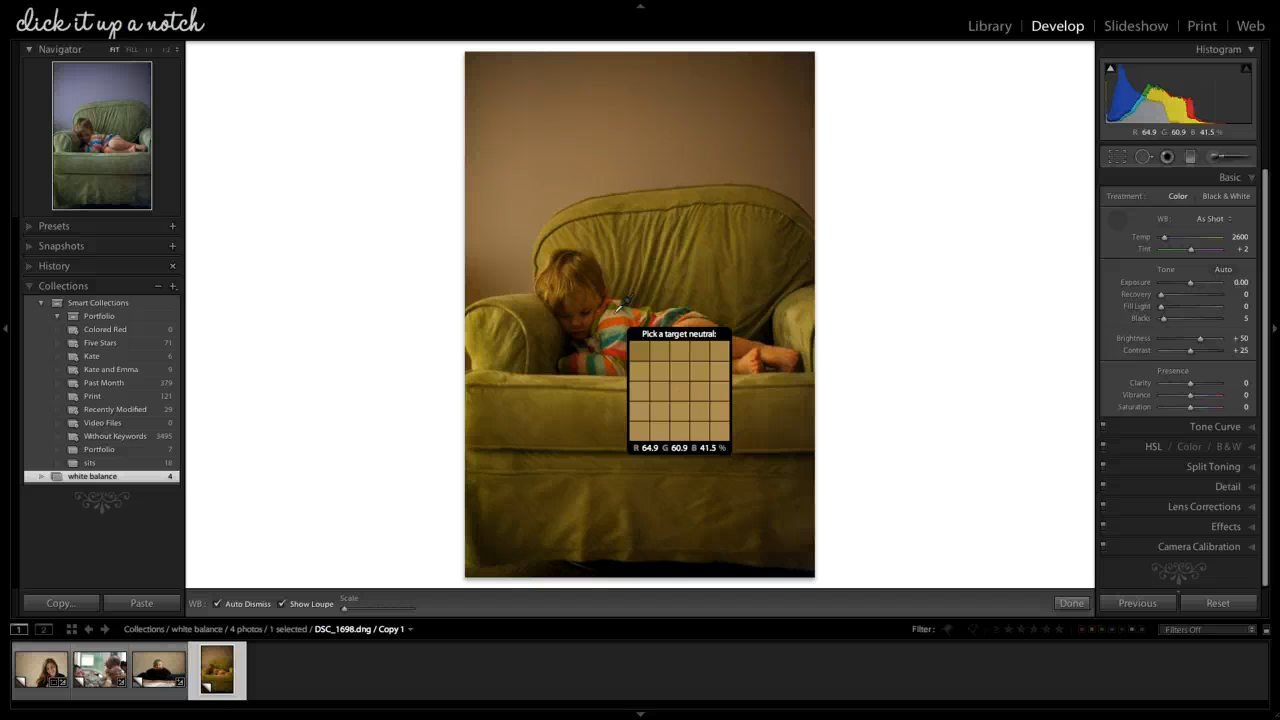 click it up a notch
Library | Develop | Slideshow | Print | Web
Navigator FIT FILL 1:1
Histogram
R 64.9 G 60.9 B 41.5 %
Basic
Treatment : Color Black & White
WB: As Shot
Temp 2600
Tint + 2
Tone Auto
Exposure 0.00
Recovery 0
Fill Light 0
Blacks 5
Brightness + 50
Contrast + 25
Presence
Clarity 0
Vibrance 0
Saturation 0
Tone Curve
HSL / Color / B & W
Split Toning
Detail
Lens Corrections
Effects
Camera Calibration
Previous Reset
Presets
Snapshots
History
Collections
Smart Collections
Portfolio
Colored Red 0
Five Stars 71
Kate 6
Kate and Emma 9
Past Month 379
Print 121
Recently Modified 29
Video Files 0
Without Keywords 3495
Portfolio 7
sits 18
white balance 4
Copy... Paste
Pick a target neutral:
R 64.9 G 60.9 B 41.5 %
WB : Auto Dismiss Show Loupe Scale
Done
1 2 Collections / white balance / 4 photos / 1 selected / DSC_1698.dng / Copy 1
Filter : Filters Off